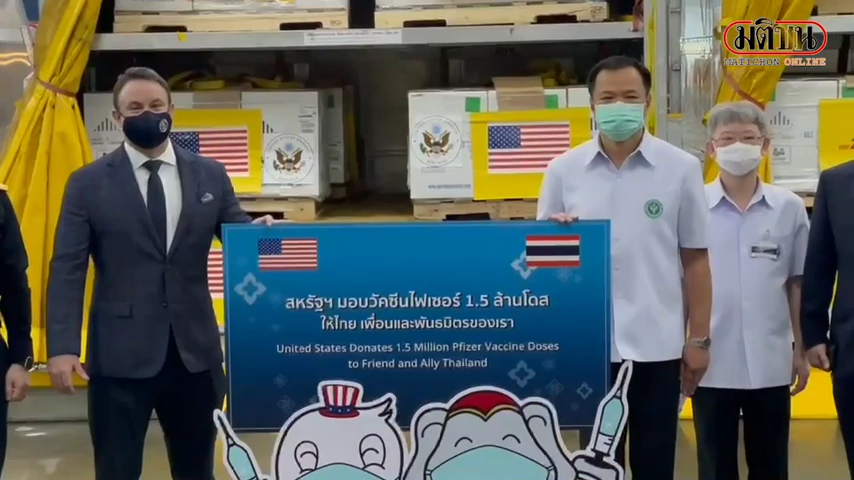 มติชน
MATICHON ONLINE
สหรัฐฯ มอบวัคซีนไฟเซอร์ 1.5 ล้านโดส
ให้ไทย เพื่อนและพันธมิตรของเรา
United States Donates 1.5 Million Pfizer Vaccine Doses
to Friend and Ally Thailand